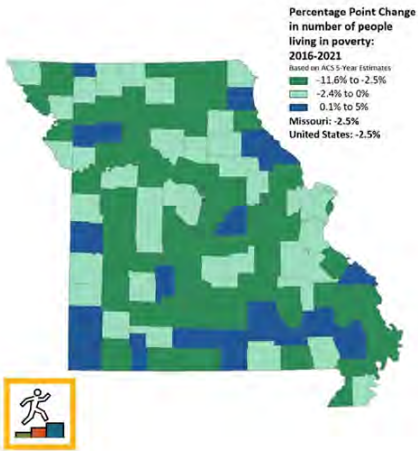 Percentage Point Change
in number of people
living in poverty:
2016-2021
Based on ACS 5-Year Estimates
-11.6% to -2.5%
-2.4% to 0%
0.1% to 5%
Missouri: -2.5%
United States: -2.5%